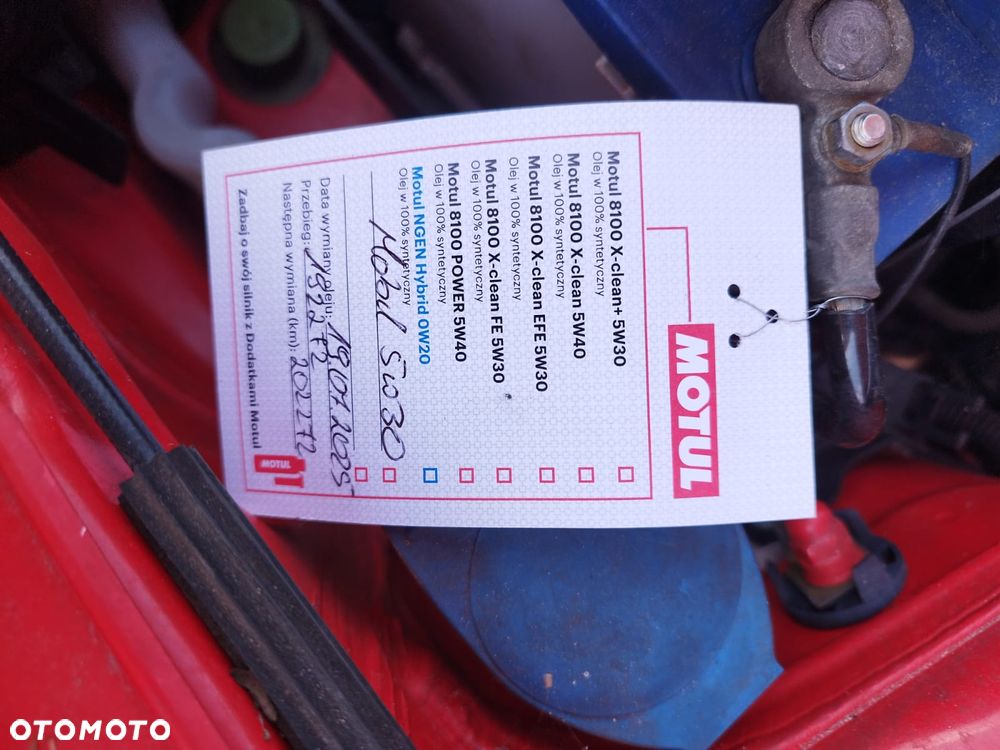 MOTUL
Motul 8100 X-clean+ 5W30
Olej w 100% syntetyczny
Motul 8100 X-clean 5W40
Olej w 100% syntetyczny
Motul 8100 X-clean EFE 5W30
Olej w 100% syntetyczny
Motul 8100 X-clean FE 5W30
Olej w 100% syntetyczny
Motul 8100 POWER 5W40
Olej w 100% syntetyczny
Motul NGEN Hybrid 0W20
Olej w 100% syntetyczny
Mobil 5W30
Data wymiany oleju: 19.07.2025
Przebieg: 192272
Następna wymiana (km): 202272
Zadbaj o swój silnik z Dodatkami Motul
MOTUL
OTOMOTO